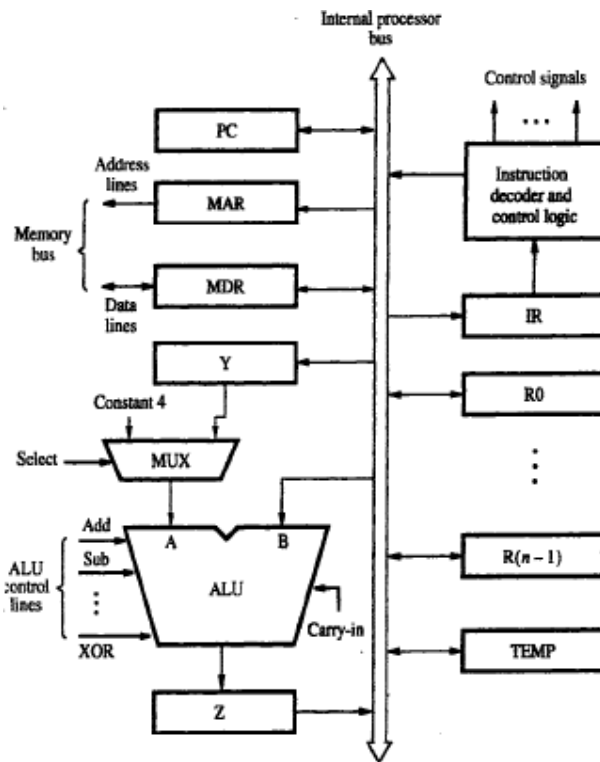 Internal processor
bus
Control signals
...
PC
Address
lines
MAR
Instruction
decoder and
control logic
Memory
bus
MDR
Data
lines
IR
Y
R0
Constant 4
Select
MUX
Add
A
B
Sub
ALU
control
lines
ALU
R(n − 1)
Carry-in
XOR
TEMP
Z